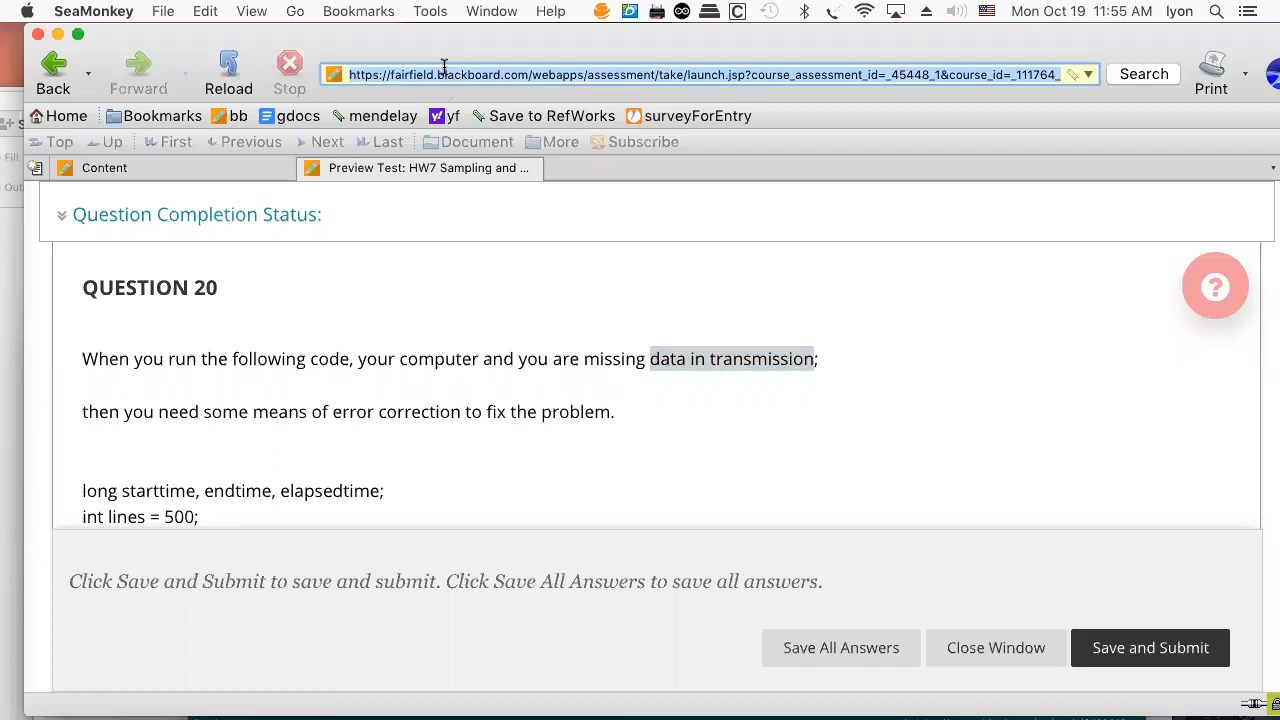 SeaMonkey File Edit View Go Bookmarks Tools Window Help Mon Oct 19 11:55 AM lyon
Back Forward Reload Stop https://fairfield.blackboard.com/webapps/assessment/take/launch.jsp?course_assessment_id=_45448_1&course_id=_111764_ Search Print
Home Bookmarks bb gdocs mendelay yf Save to RefWorks surveyForEntry
Top Up First Previous Next Last Document More Subscribe
Content Preview Test: HW7 Sampling and ...
Question Completion Status:
QUESTION 20
When you run the following code, your computer and you are missing data in transmission;
then you need some means of error correction to fix the problem.
long starttime, endtime, elapsedtime;
int lines = 500;
Click Save and Submit to save and submit. Click Save All Answers to save all answers.
Save All Answers Close Window Save and Submit